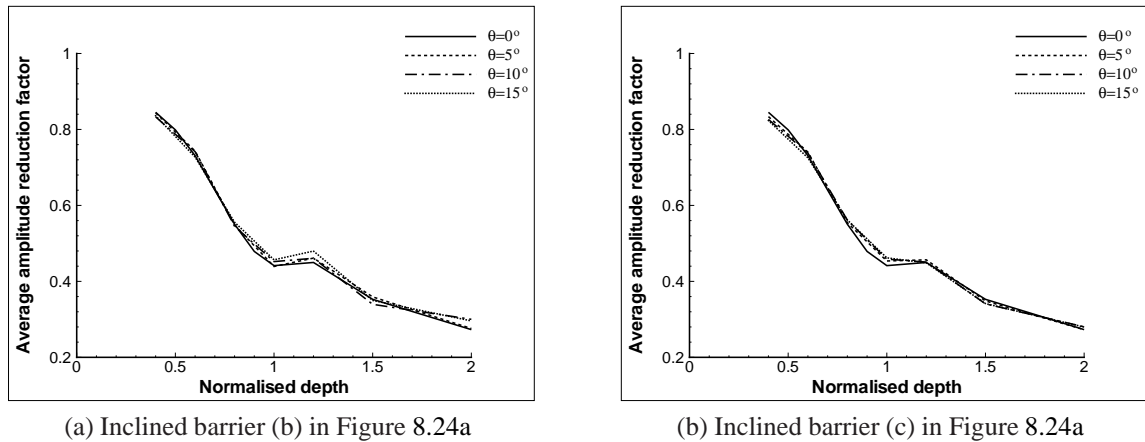 Average amplitude reduction factor
1
0.8
0.6
0.4
0.2
0
0.5
1
1.5
2
Normalised depth
θ=0°
θ=5°
θ=10°
θ=15°
(a) Inclined barrier (b) in Figure 8.24a
Average amplitude reduction factor
1
0.8
0.6
0.4
0.2
0
0.5
1
1.5
2
Normalised depth
θ=0°
θ=5°
θ=10°
θ=15°
(b) Inclined barrier (c) in Figure 8.24a